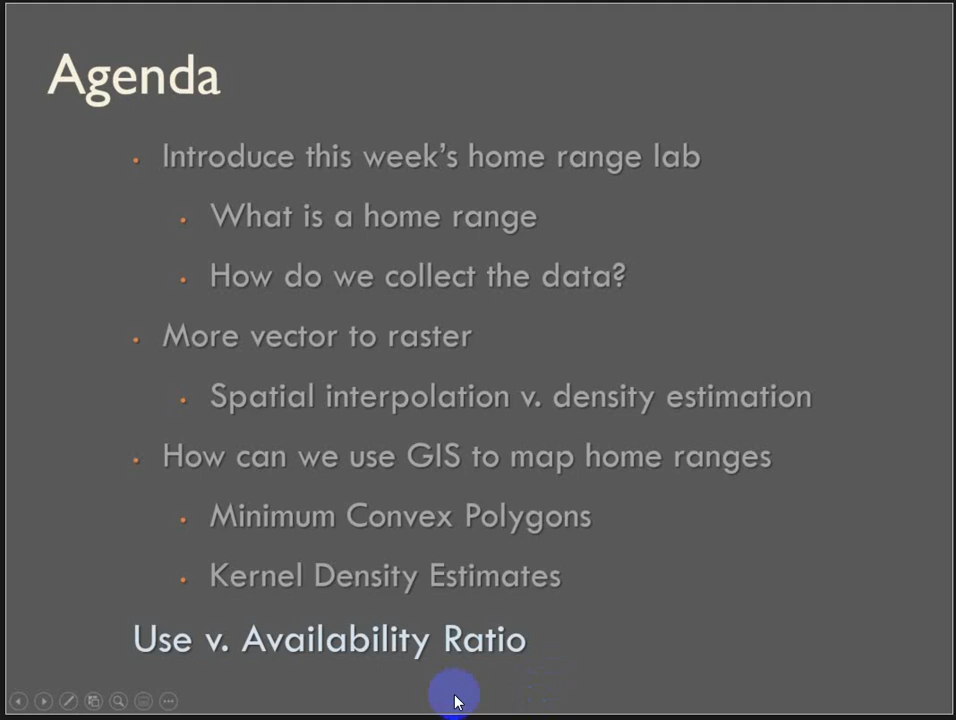 Agenda
Introduce this week's home range lab
What is a home range
How do we collect the data?
More vector to raster
Spatial interpolation v. density estimation
How can we use GIS to map home ranges
Minimum Convex Polygons
Kernel Density Estimates
Use v. Availability Ratio